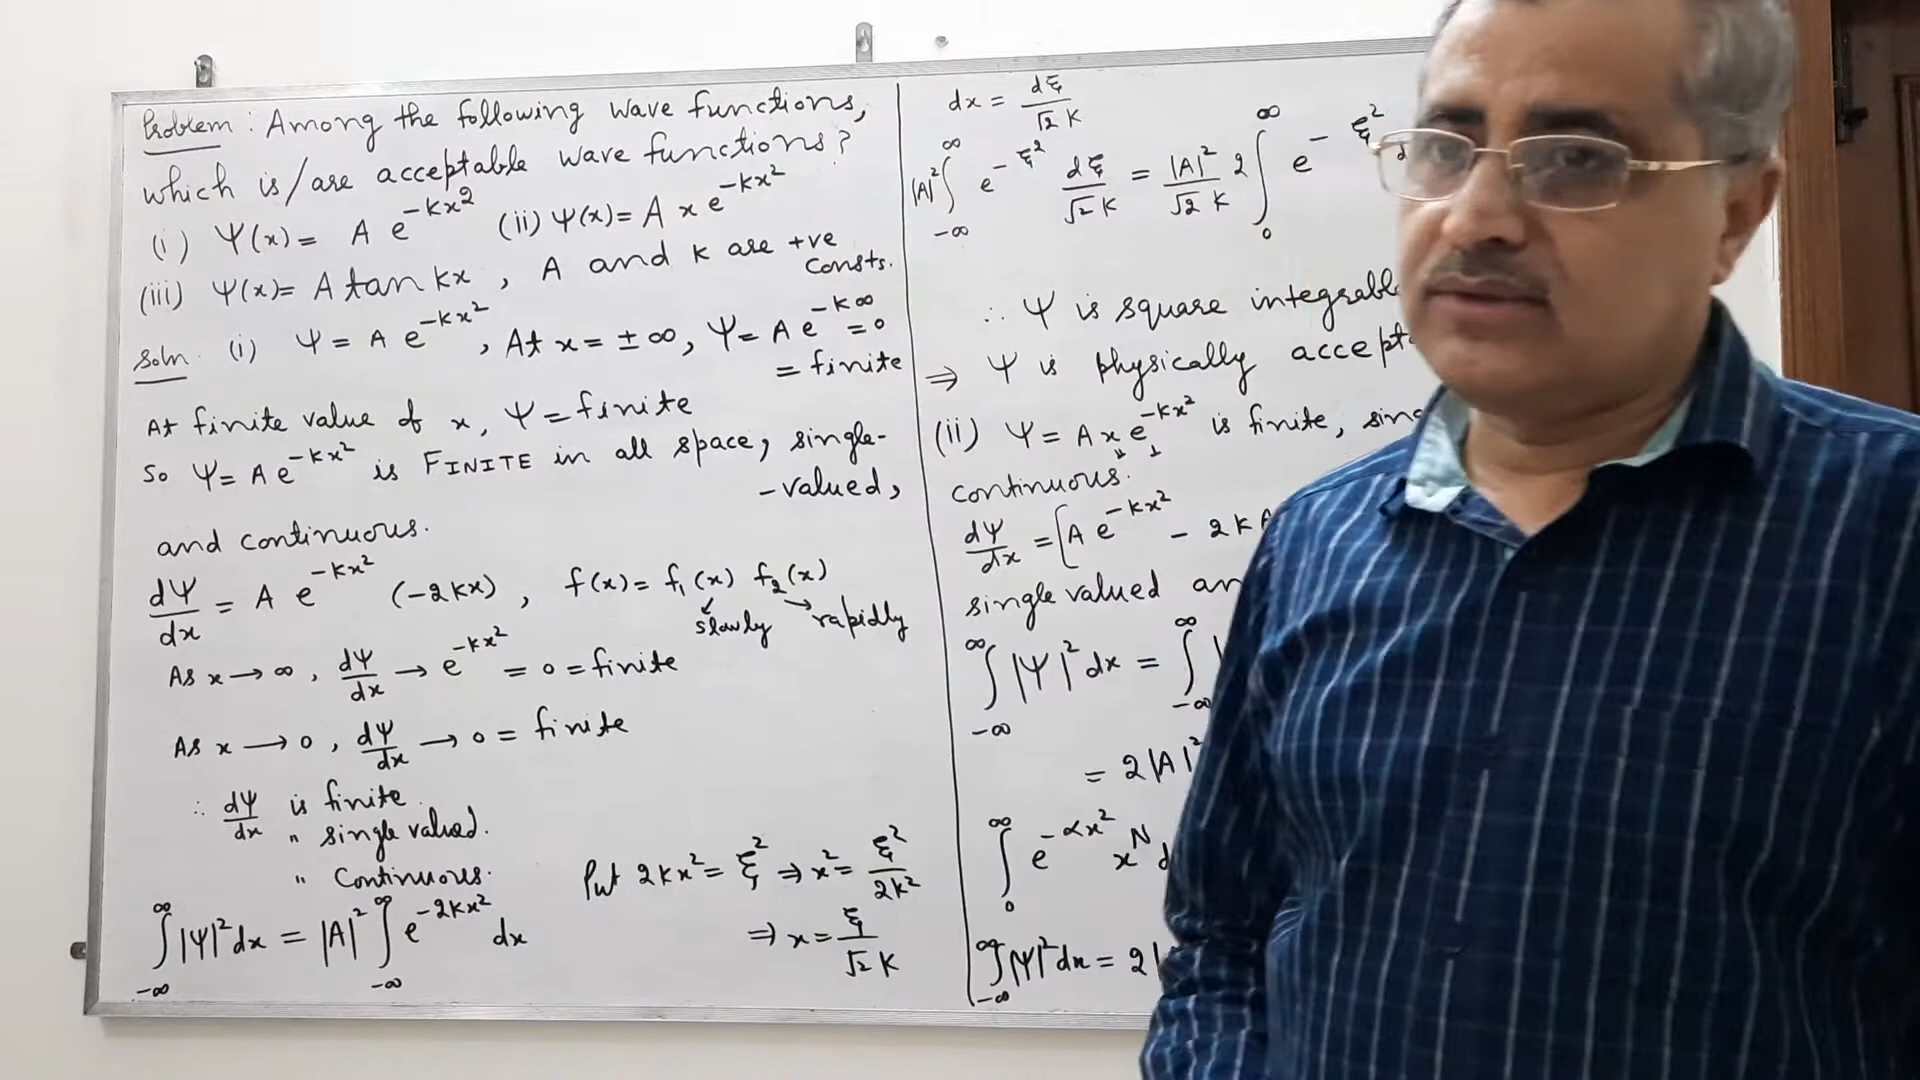 Problem : Among the following wave functions,
which is/are acceptable wave functions?
(i) Ψ(x) = A e^{-kx²} (ii) Ψ(x) = A x e^{-kx²}
(iii) Ψ(x) = A tan kx , A and k are +ve consts.
Soln. (i) Ψ = A e^{-kx²} , At x = ±∞, Ψ = A e^{-k∞} = 0
= finite
At finite value of x, Ψ = finite
So Ψ = A e^{-kx²} is FINITE in all space, single-
-valued,
and continuous.
dΨ/dx = A e^{-kx²} (-2kx) , f(x) = f₁(x) f₂(x)
slowly rapidly
As x → ∞ , dΨ/dx → e^{-kx²} = 0 = finite
As x → 0 , dΨ/dx → 0 = finite
∴ dΨ/dx is finite
" single valued.
" Continuous.
∫_{-∞}^{∞} |Ψ|² dx = |A|² ∫_{-∞}^{∞} e^{-2kx²} dx
Put 2kx² = ξ² ⇒ x² = ξ²/2k²
⇒ x = ξ/√2 k
dx = dξ/√2 k
|A|² ∫_{-∞}^{∞} e^{-ξ²} dξ/√2 k = |A|²/√2 k 2 ∫_{0}^{∞} e^{-ξ²}
∴ Ψ is square
⇒ Ψ is physically
(ii) Ψ = A x e^{-kx²} is finite,
continuous.
dΨ/dx = [A e^{-kx²} - 2k
single valued
∫_{-∞}^{∞} |Ψ|² dx = ∫_{-∞}^{∞}
= 2|A|²
∫_{0}^{∞} e^{-αx²} x^N
∫_{-∞}^{∞} |Ψ|² dx = 2